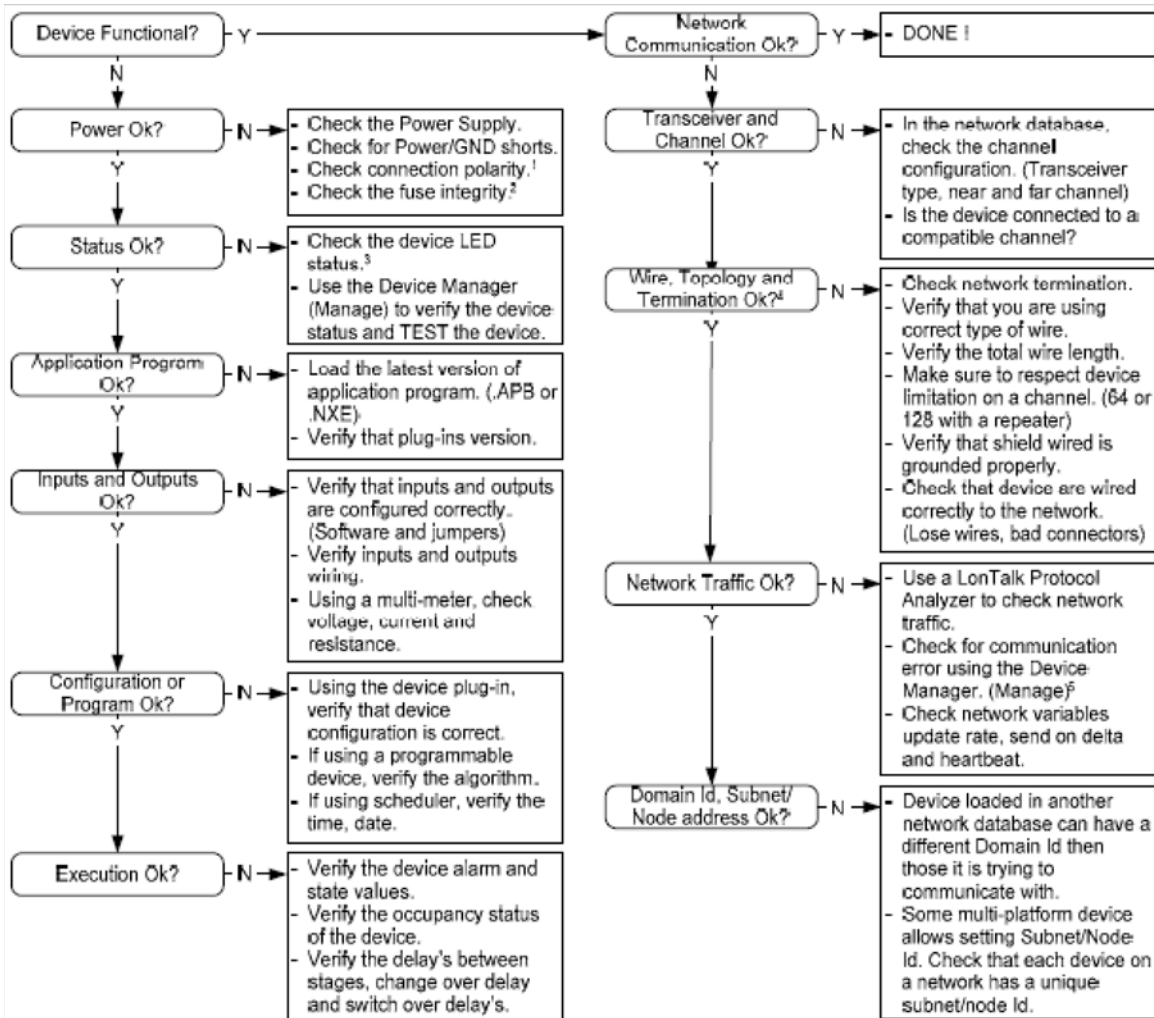 Device Functional?
Y
N
Power Ok?
N
- Check the Power Supply.
- Check for Power/GND shorts.
- Check connection polarity.¹
- Check the fuse integrity.²
Y
Status Ok?
N
- Check the device LED
status.³
- Use the Device Manager
(Manage) to verify the device
status and TEST the device.
Y
Application Program
Ok?
N
- Load the latest version of
application program. (.APB or
.NXE)
- Verify that plug-ins version.
Y
Inputs and Outputs
Ok?
N
- Verify that inputs and outputs
are configured correctly.
(Software and jumpers)
- Verify inputs and outputs
wiring.
- Using a multi-meter, check
voltage, current and
resistance.
Y
Configuration or
Program Ok?
N
- Using the device plug-in,
verify that device
configuration is correct.
- If using a programmable
device, verify the algorithm.
- If using scheduler, verify the
time, date.
Y
Execution Ok?
N
- Verify the device alarm and
state values.
- Verify the occupancy status
of the device.
- Verify the delay's between
stages, change over delay
and switch over delay's.
Network
Communication Ok?
Y
- DONE !
N
Transceiver and
Channel Ok?
N
- In the network database,
check the channel
configuration. (Transceiver
type, near and far channel)
- Is the device connected to a
compatible channel?
Y
Wire, Topology and
Termination Ok?⁴
N
- Check network termination.
- Verify that you are using
correct type of wire.
- Verify the total wire length.
- Make sure to respect device
limitation on a channel. (64 or
128 with a repeater)
- Verify that shield wired is
grounded properly.
- Check that device are wired
correctly to the network.
(Lose wires, bad connectors)
Y
Network Traffic Ok?
N
- Use a LonTalk Protocol
Analyzer to check network
traffic.
- Check for communication
error using the Device
Manager. (Manage)⁵
- Check network variables
update rate, send on delta
and heartbeat.
Y
Domain Id, Subnet/
Node address Ok?
N
- Device loaded in another
network database can have a
different Domain Id then
those it is trying to
communicate with.
- Some multi-platform device
allows setting Subnet/Node
Id. Check that each device on
a network has a unique
subnet/node Id.